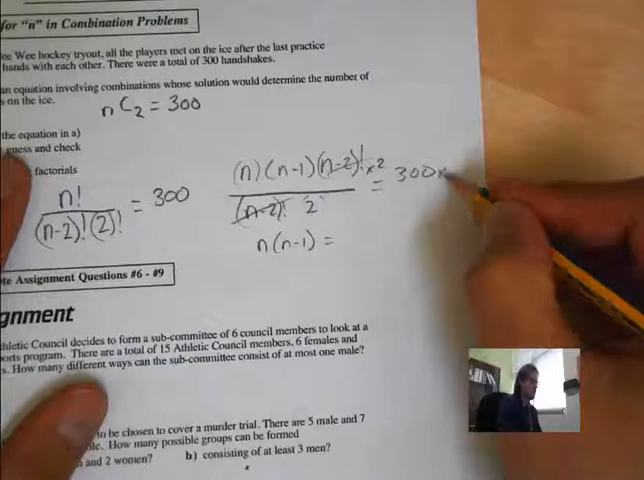 for "n" in Combination Problems
ee Wee hockey tryout, all the players met on the ice after the last practice
hands with each other. There were a total of 300 handshakes.
an equation involving combinations whose solution would determine the number of
s on the ice.
n C₂ = 300
the equation in a)
guess and check
factorials
n! / (n-2)! (2)! = 300
(n)(n-1)(n-2)! / (n-2)! 2 x2 = 300x
n(n-1) =
te Assignment Questions #6 - #9
gnment
hletic Council decides to form a sub-committee of 6 council members to look at a
orts program. There are a total of 15 Athletic Council members, 6 females and
s. How many different ways can the sub-committee consist of at most one male?
to be chosen to cover a murder trial. There are 5 male and 7
le. How many possible groups can be formed
and 2 women? b) consisting of at least 3 men?